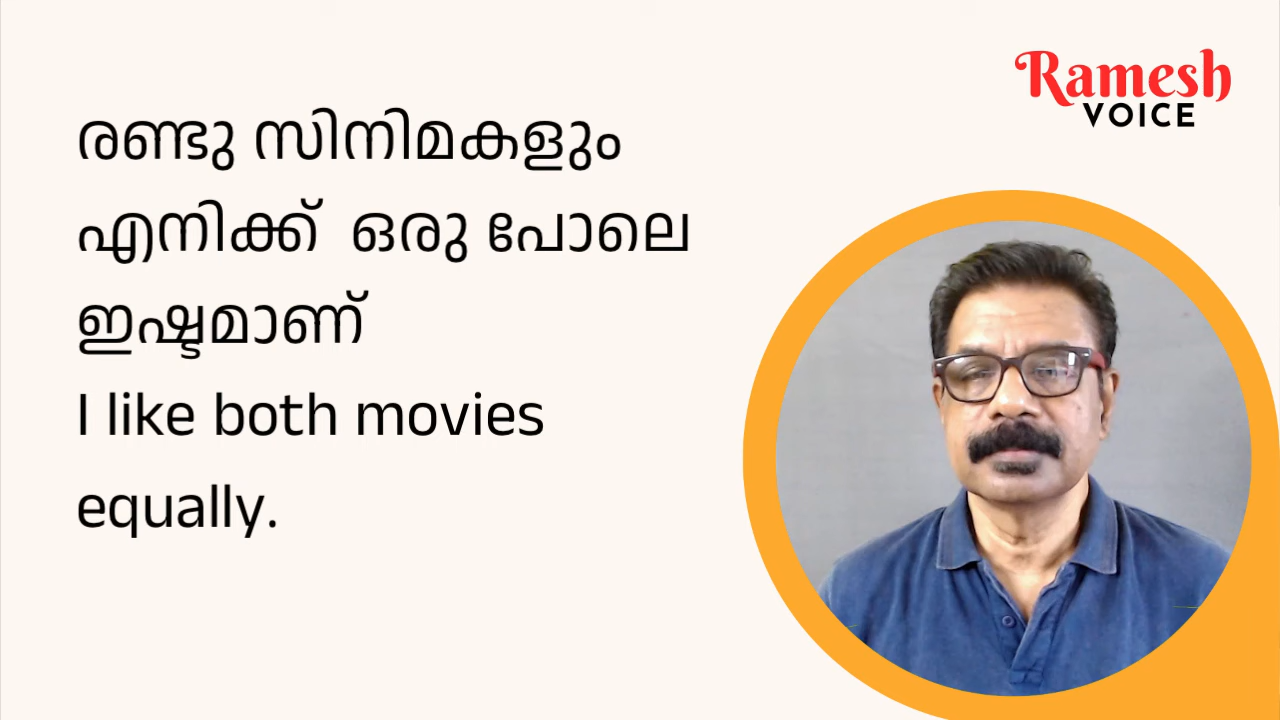 Ramesh
VOICE
രണ്ടു സിനിമകളും
എനിക്ക് ഒരു പോലെ
ഇഷ്ടമാണ്
I like both movies
equally.